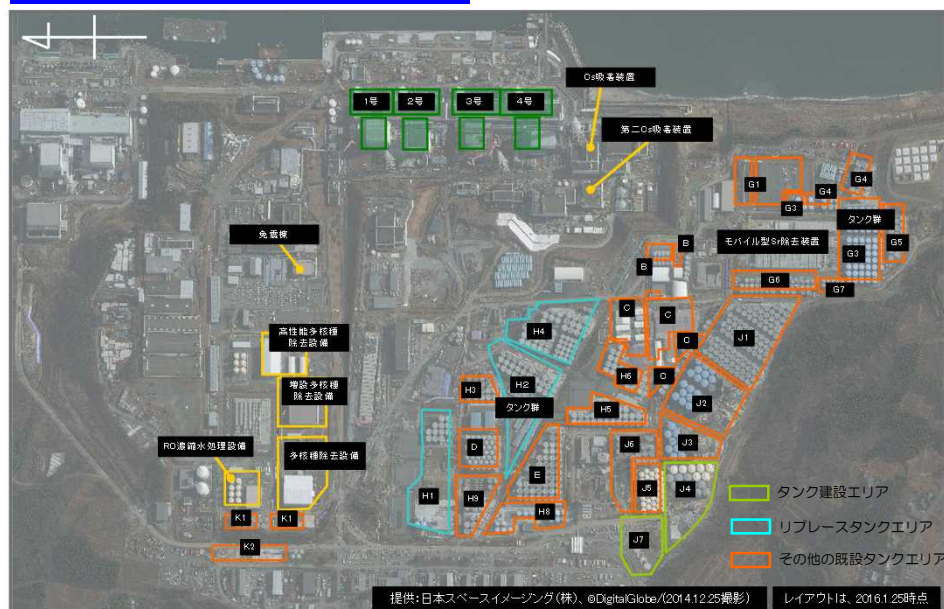 1号
2号
3号
4号
Cs吸着装置
第二Cs吸着装置
免震棟
G1
G3
G4
G4
タンク群
G5
モバイル型Sr除去装置
G3
G6
G7
B
B
C
C
C
C
H4
J1
高性能多核種
除去設備
H2
H6
増設多核種
除去設備
H3
タンク群
H5
J2
RO濃縮水処理設備
多核種除去設備
D
E
J6
J3
H1
H9
H8
J5
J4
K1
K1
K2
J7
タンク建設エリア
リプレースタンクエリア
その他の既設タンクエリア
提供:日本スペースイメージング(株)、©DigitalGlobe/(2014.12.25撮影)
レイアウトは、2016.1.25時点